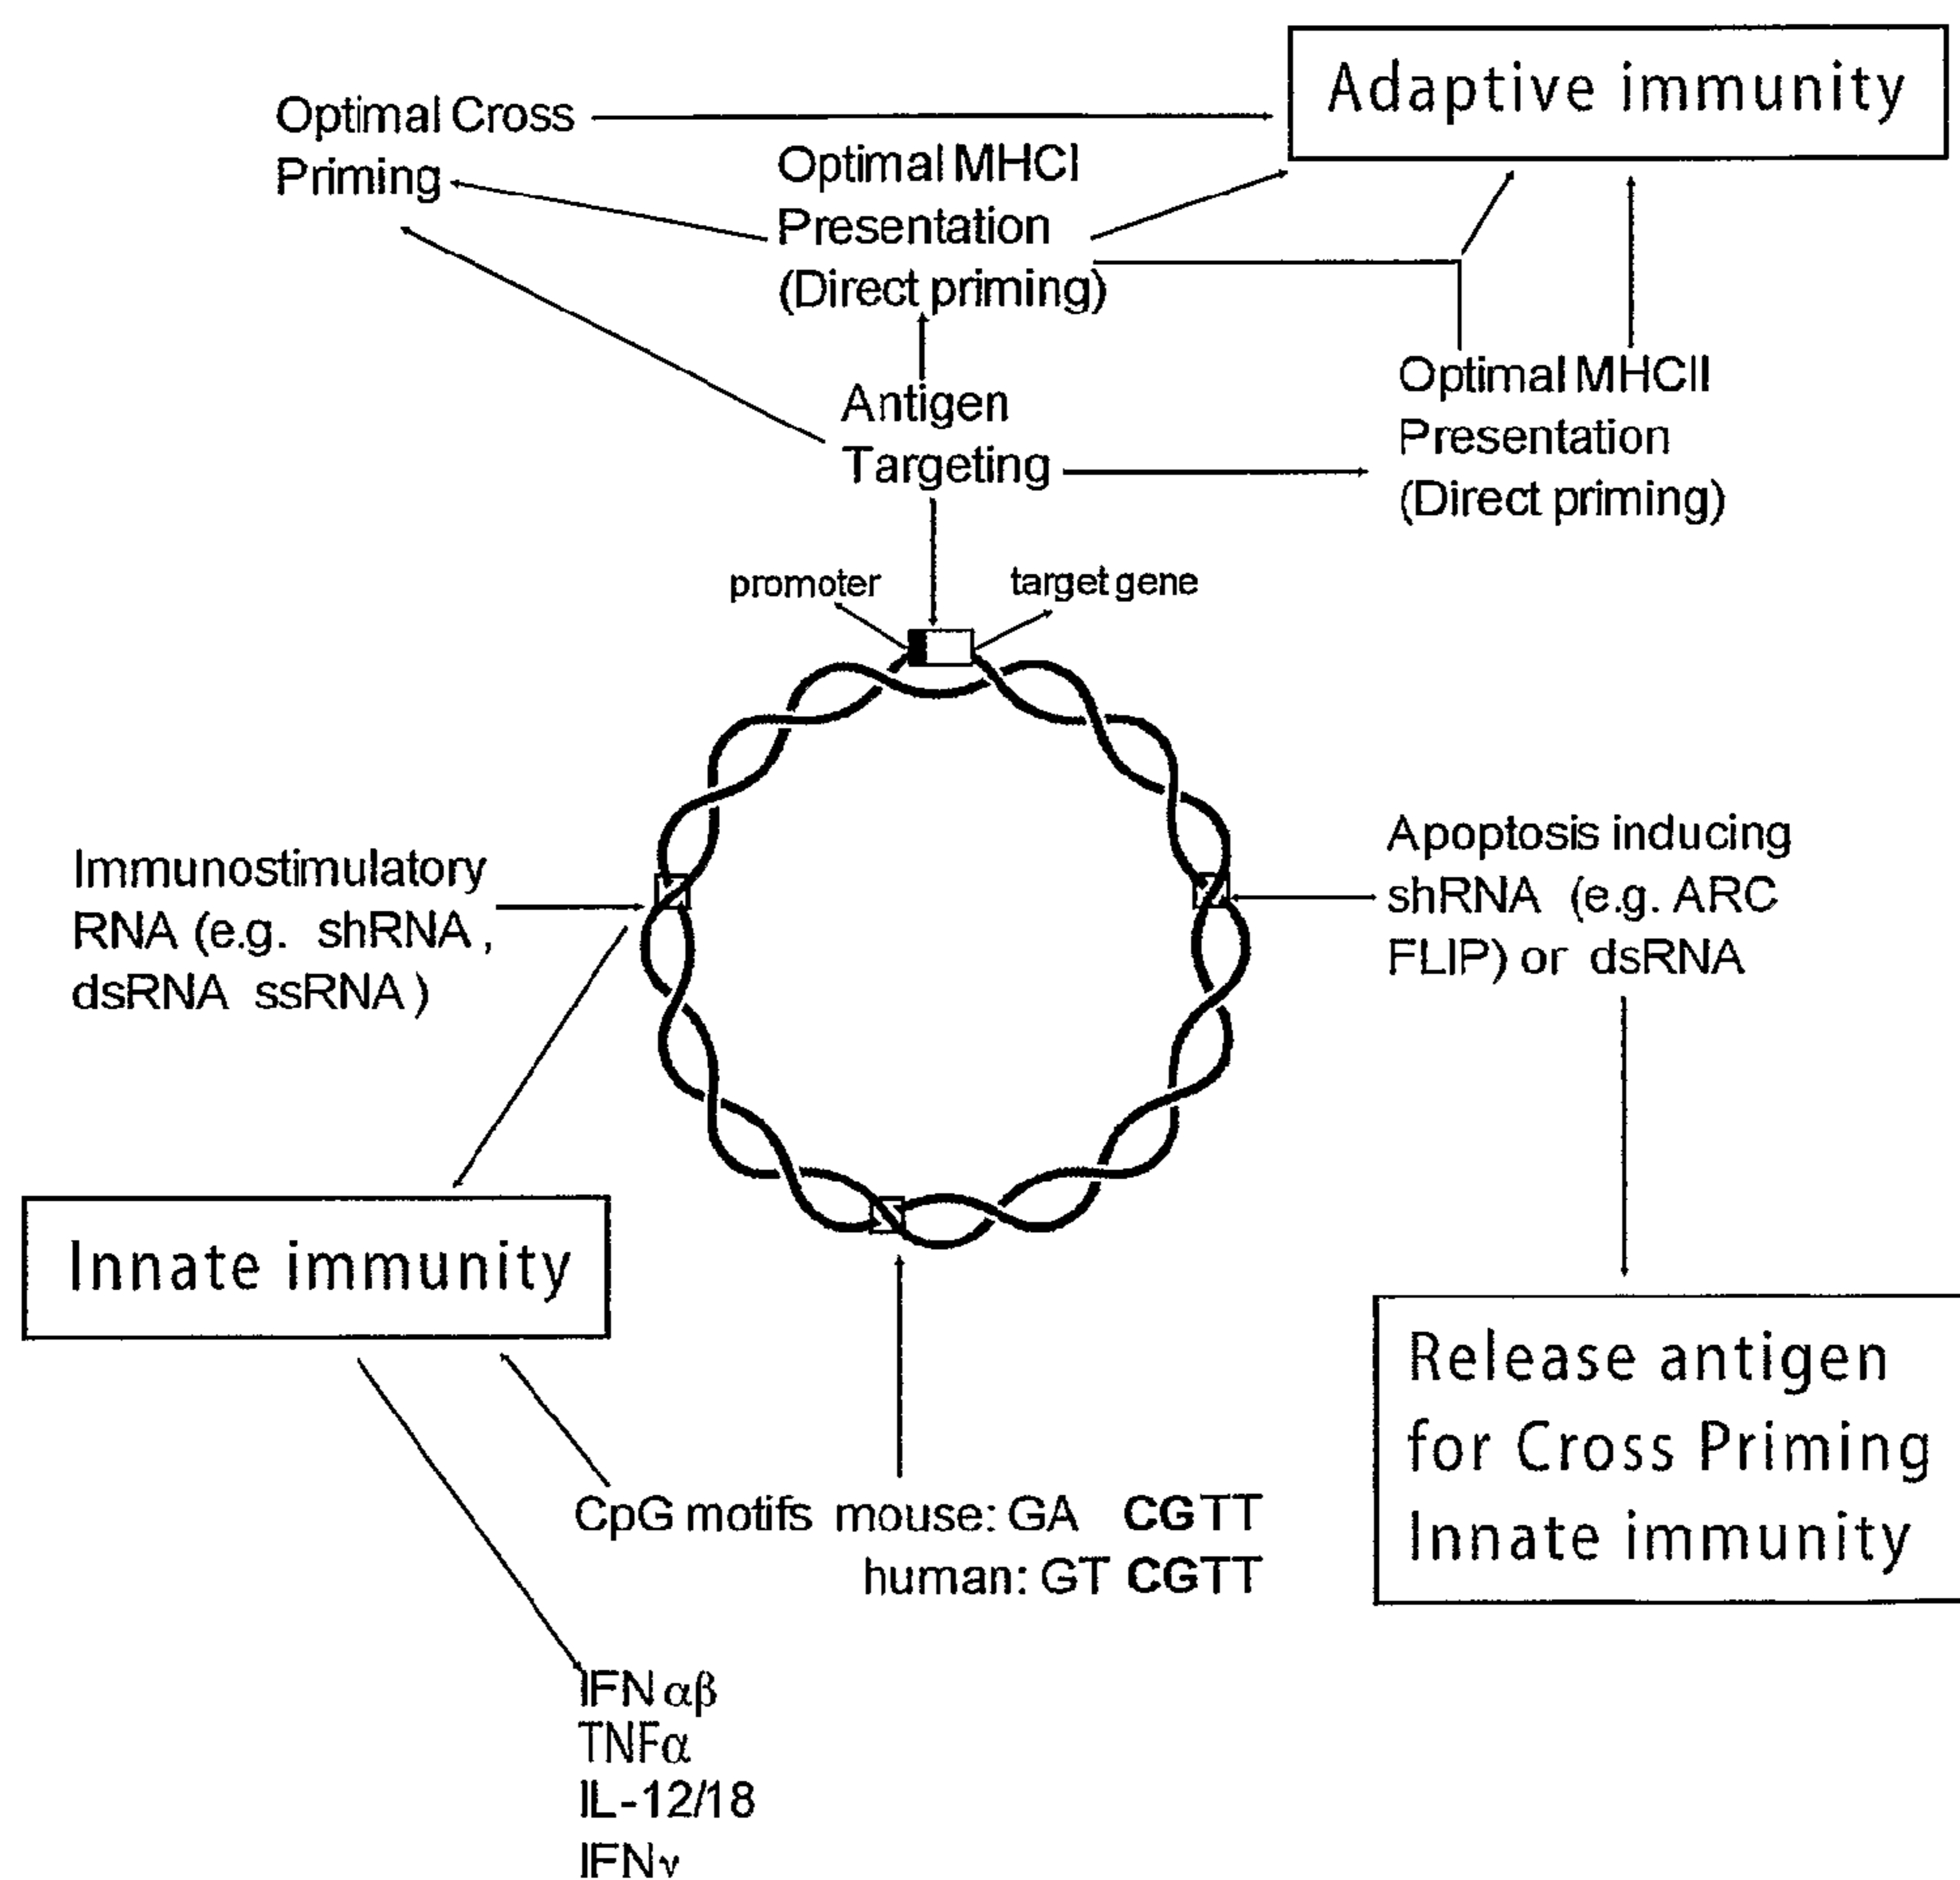 Adaptive immunity
Optimal Cross
Priming
Optimal MHCI
Presentation
(Direct priming)
Optimal MHCII
Presentation
(Direct priming)
Antigen
Targeting
promoter
target gene
Immunostimulatory
RNA (e.g. shRNA,
dsRNA ssRNA)
Apoptosis inducing
shRNA (e.g. ARC
FLIP) or dsRNA
Innate immunity
Release antigen
for Cross Priming
Innate immunity
CpG motifs mouse: GA CGTT
human: GT CGTT
IFN αβ
TNFα
IL-12/18
IFNγ